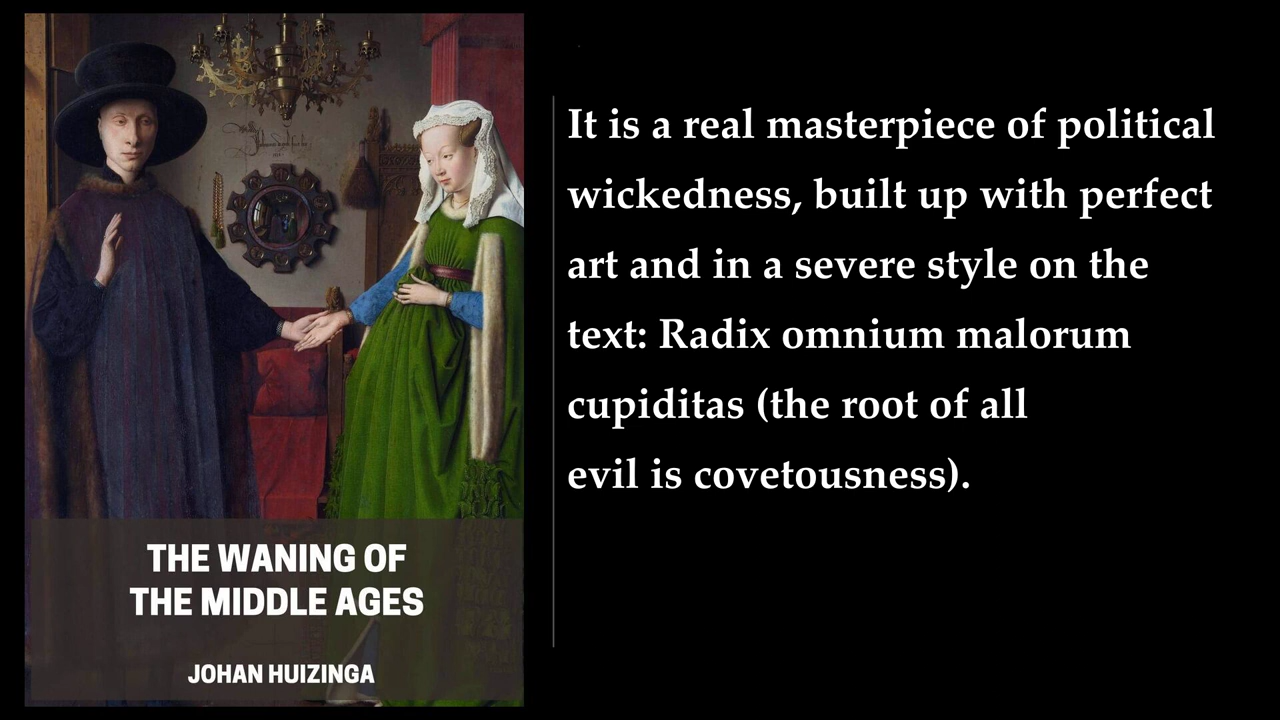 THE WANING OF
THE MIDDLE AGES
JOHAN HUIZINGA
It is a real masterpiece of political
wickedness, built up with perfect
art and in a severe style on the
text: Radix omnium malorum
cupiditas (the root of all
evil is covetousness).